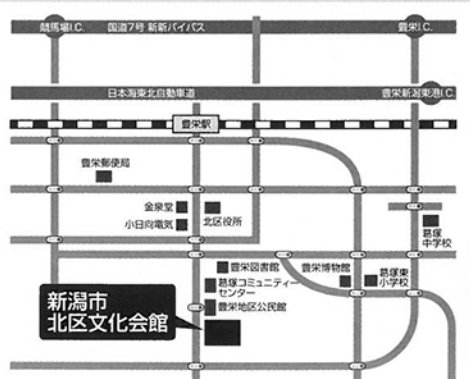 競馬場I.C.
国道7号 新新バイパス
豊栄I.C.
日本海東北自動車道
豊栄新潟東港I.C.
豊栄駅
豊栄郵便局
金泉堂
小日向電気
北区役所
葛塚
中学校
豊栄図書館
豊栄博物館
葛塚東
小学校
葛塚コミュニティー
センター
豊栄地区公民館
新潟市
北区文化会館